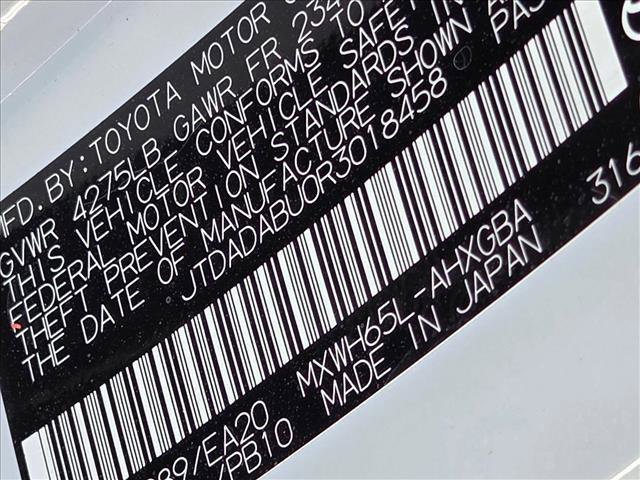 MFD. BY: TOYOTA MOTOR
GVWR 4275LB GAWR FR 234
THIS VEHICLE CONFORMS TO
FEDERAL MOTOR VEHICLE SAFETY
THEFT PREVENTION STANDARDS IN
THE DATE OF MANUFACTURE SHOWN
JTDADABU0R3018458 PAS
316
MXWH65L-AHXGBA
089/EA20 MADE IN JAPAN
/PB10